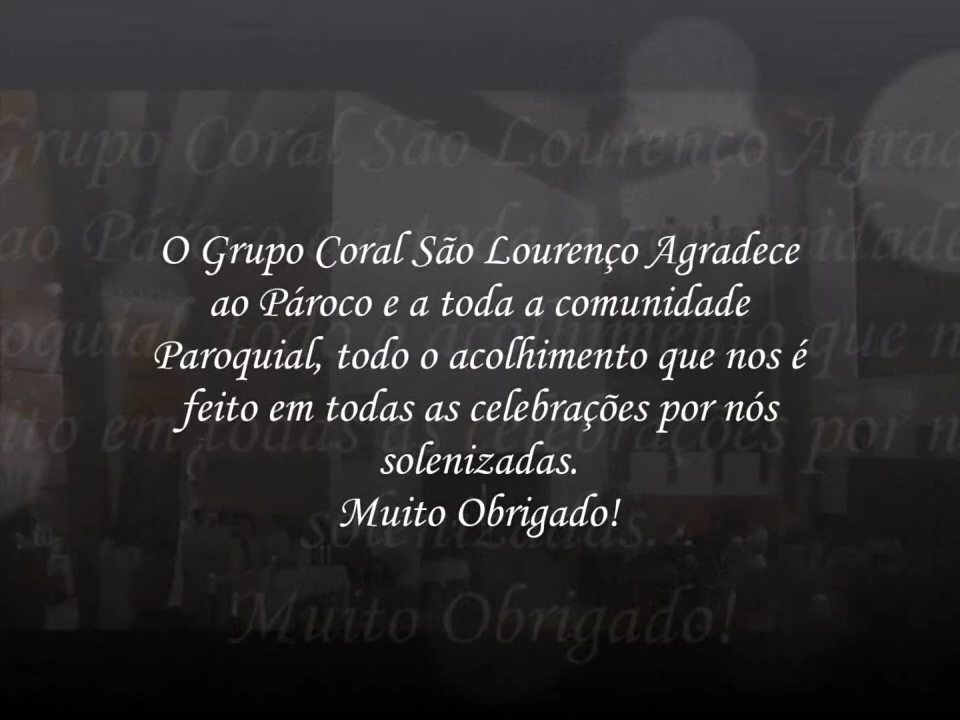 O Grupo Coral São Lourenço Agradece
ao Pároco e a toda a comunidade
Paroquial, todo o acolhimento que nos é
feito em todas as celebrações por nós
solenizadas.
Muito Obrigado!